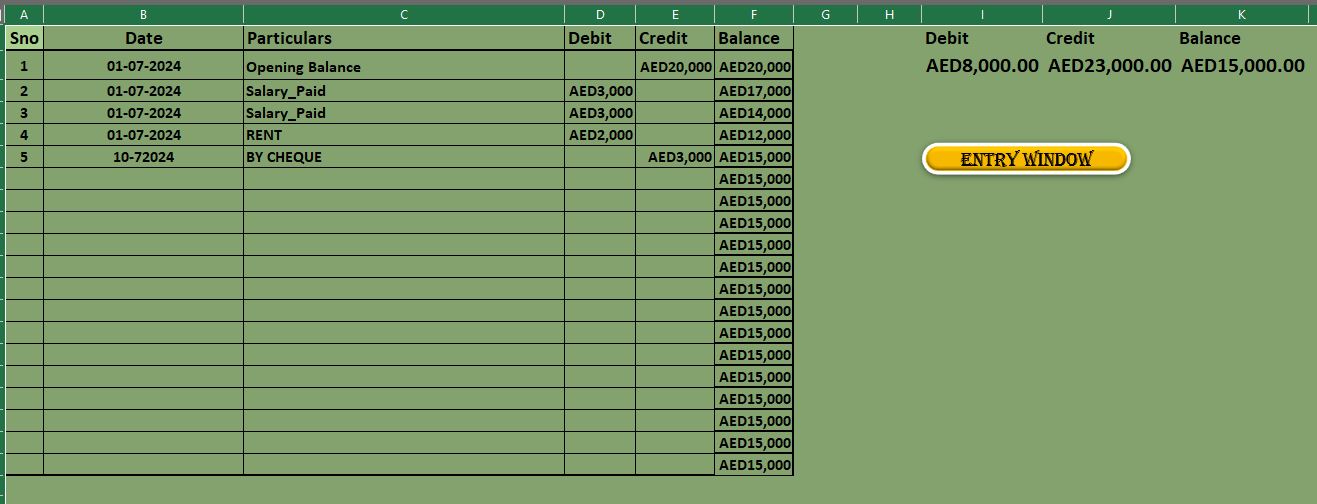 A B C D E F G H I J K
Sno Date Particulars Debit Credit Balance Debit Credit Balance
1 01-07-2024 Opening Balance AED20,000 AED20,000 AED8,000.00 AED23,000.00 AED15,000.00
2 01-07-2024 Salary_Paid AED3,000 AED17,000
3 01-07-2024 Salary_Paid AED3,000 AED14,000
4 01-07-2024 RENT AED2,000 AED12,000
5 10-72024 BY CHEQUE AED3,000 AED15,000 ENTRY WINDOW
AED15,000
AED15,000
AED15,000
AED15,000
AED15,000
AED15,000
AED15,000
AED15,000
AED15,000
AED15,000
AED15,000
AED15,000
AED15,000
AED15,000